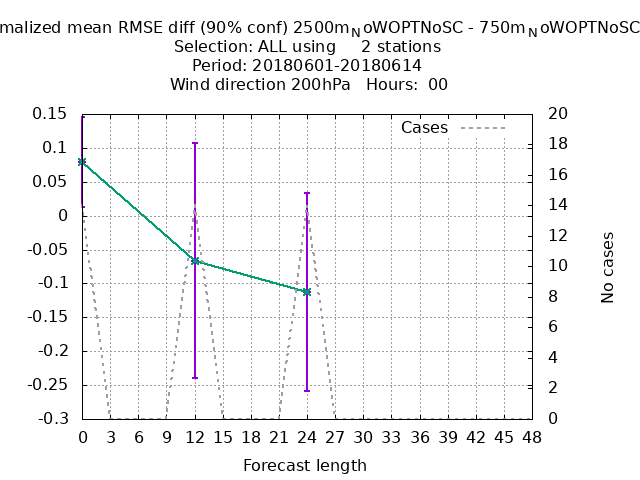 malized mean RMSE diff (90% conf) 2500m_NoWOPTNoSC - 750m_NoWOPTNoSC
Selection: ALL using 2 stations
Period: 20180601-20180614
Wind direction 200hPa Hours: 00
Cases
0.15
0.1
0.05
0
-0.05
-0.1
-0.15
-0.2
-0.25
-0.3
20
18
16
14
12
10
8
6
4
2
0
No cases
0 3 6 9 12 15 18 21 24 27 30 33 36 39 42 45 48
Forecast length